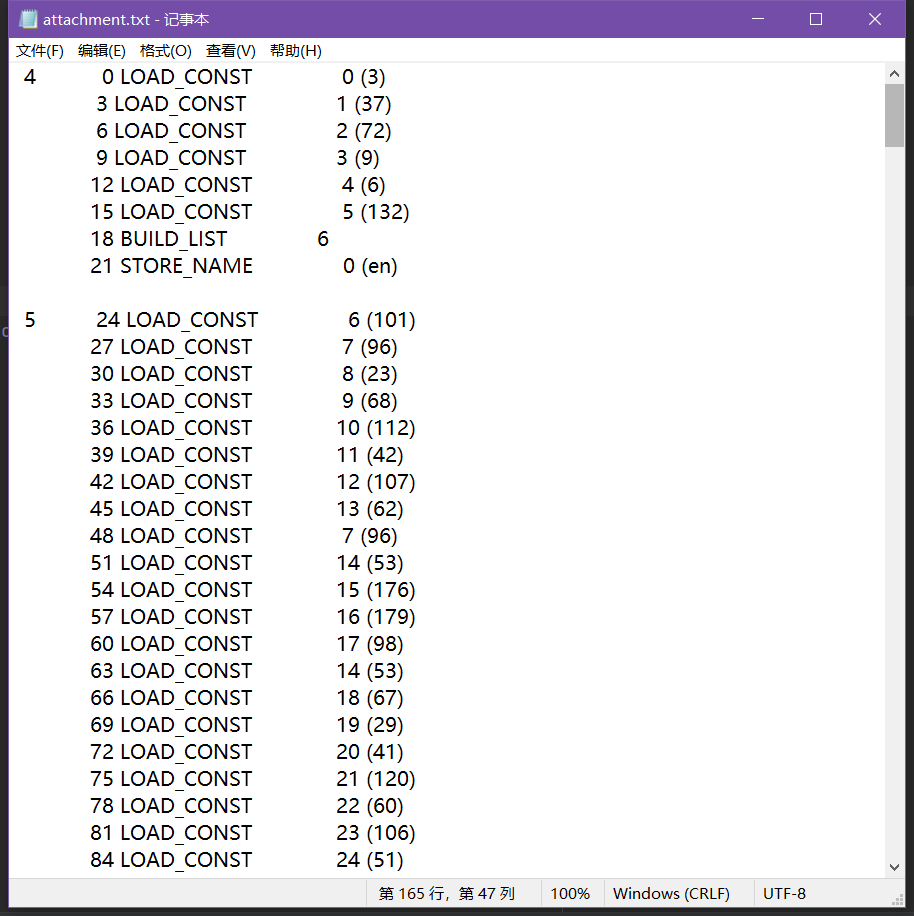 attachment.txt - 记事本
文件(F) 编辑(E) 格式(O) 查看(V) 帮助(H)
4 0 LOAD_CONST 0 (3)
3 LOAD_CONST 1 (37)
6 LOAD_CONST 2 (72)
9 LOAD_CONST 3 (9)
12 LOAD_CONST 4 (6)
15 LOAD_CONST 5 (132)
18 BUILD_LIST 6
21 STORE_NAME 0 (en)
5 24 LOAD_CONST 6 (101)
27 LOAD_CONST 7 (96)
30 LOAD_CONST 8 (23)
33 LOAD_CONST 9 (68)
36 LOAD_CONST 10 (112)
39 LOAD_CONST 11 (42)
42 LOAD_CONST 12 (107)
45 LOAD_CONST 13 (62)
48 LOAD_CONST 7 (96)
51 LOAD_CONST 14 (53)
54 LOAD_CONST 15 (176)
57 LOAD_CONST 16 (179)
60 LOAD_CONST 17 (98)
63 LOAD_CONST 14 (53)
66 LOAD_CONST 18 (67)
69 LOAD_CONST 19 (29)
72 LOAD_CONST 20 (41)
75 LOAD_CONST 21 (120)
78 LOAD_CONST 22 (60)
81 LOAD_CONST 23 (106)
84 LOAD_CONST 24 (51)
第 165 行，第 47 列 100% Windows (CRLF) UTF-8